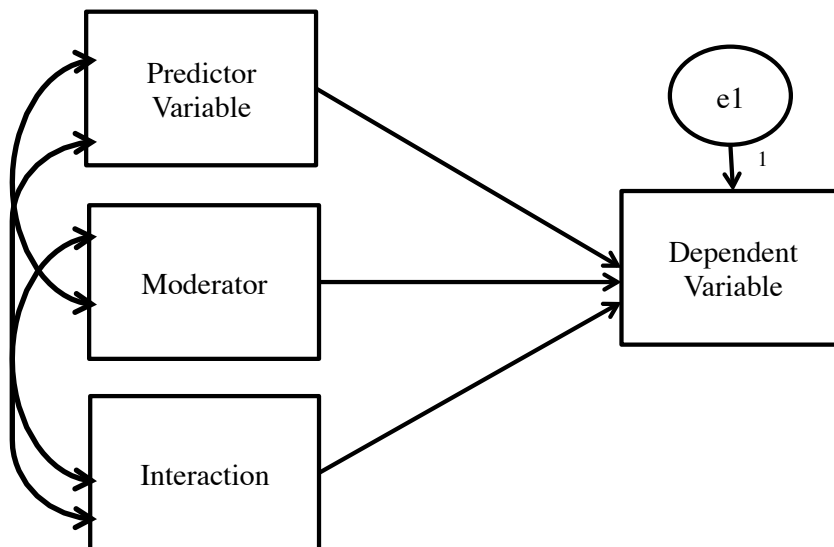 Predictor
Variable
e1
1
Moderator
Dependent
Variable
Interaction